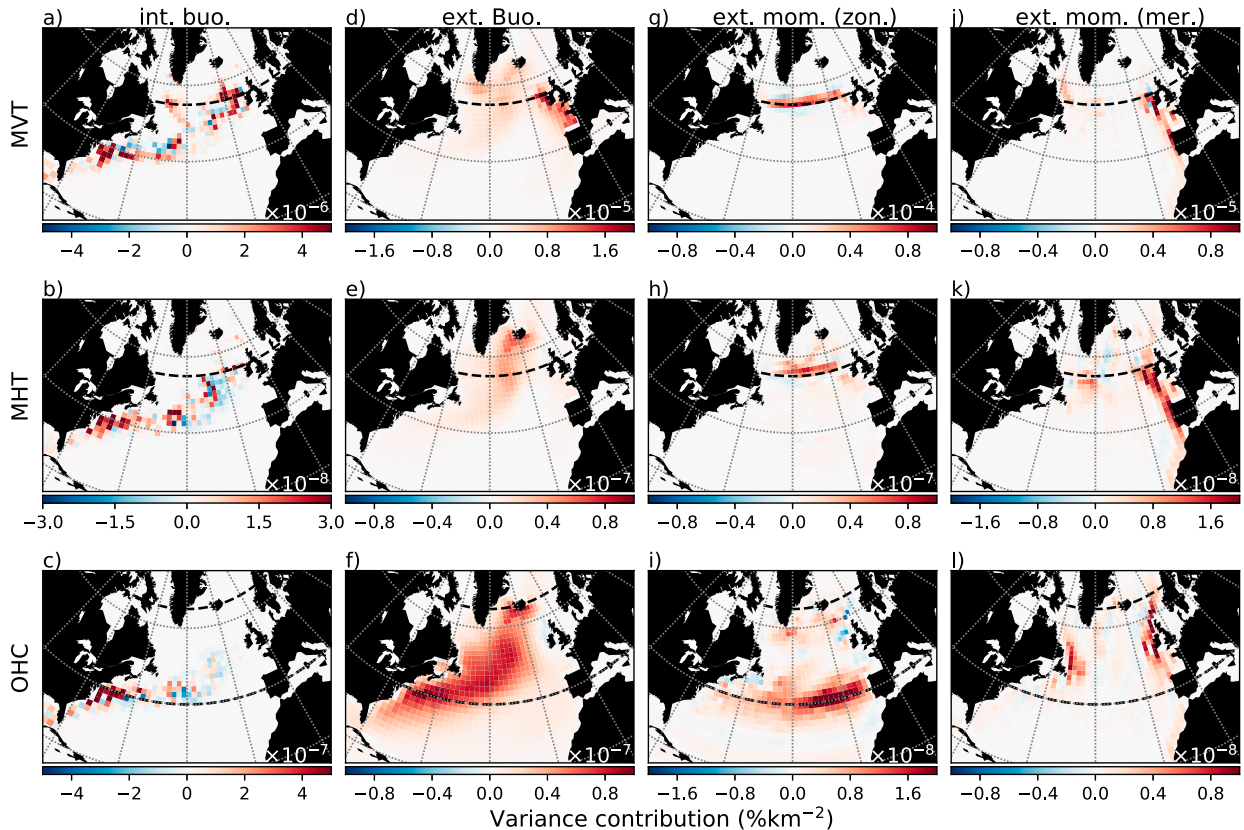 a) int. buo. d) ext. Buo. g) ext. mom. (zon.) j) ext. mom. (mer.)
MVT
×10⁻⁶ ×10⁻⁵ ×10⁻⁴ ×10⁻⁵
−4 −2 0 2 4 −1.6 −0.8 0.0 0.8 1.6 −0.8 −0.4 0.0 0.4 0.8 −0.8 −0.4 0.0 0.4 0.8
b) e) h) k)
MHT
×10⁻⁸ ×10⁻⁷ ×10⁻⁷ ×10⁻⁸
−3.0 −1.5 0.0 1.5 3.0 −0.8 −0.4 0.0 0.4 0.8 −0.8 −0.4 0.0 0.4 0.8 −1.6 −0.8 0.0 0.8 1.6
c) f) i) l)
OHC
×10⁻⁷ ×10⁻⁷ ×10⁻⁸ ×10⁻⁸
−4 −2 0 2 4 −0.8 −0.4 0.0 0.4 0.8 −1.6 −0.8 0.0 0.8 1.6 −0.8 −0.4 0.0 0.4 0.8
Variance contribution (%km⁻²)